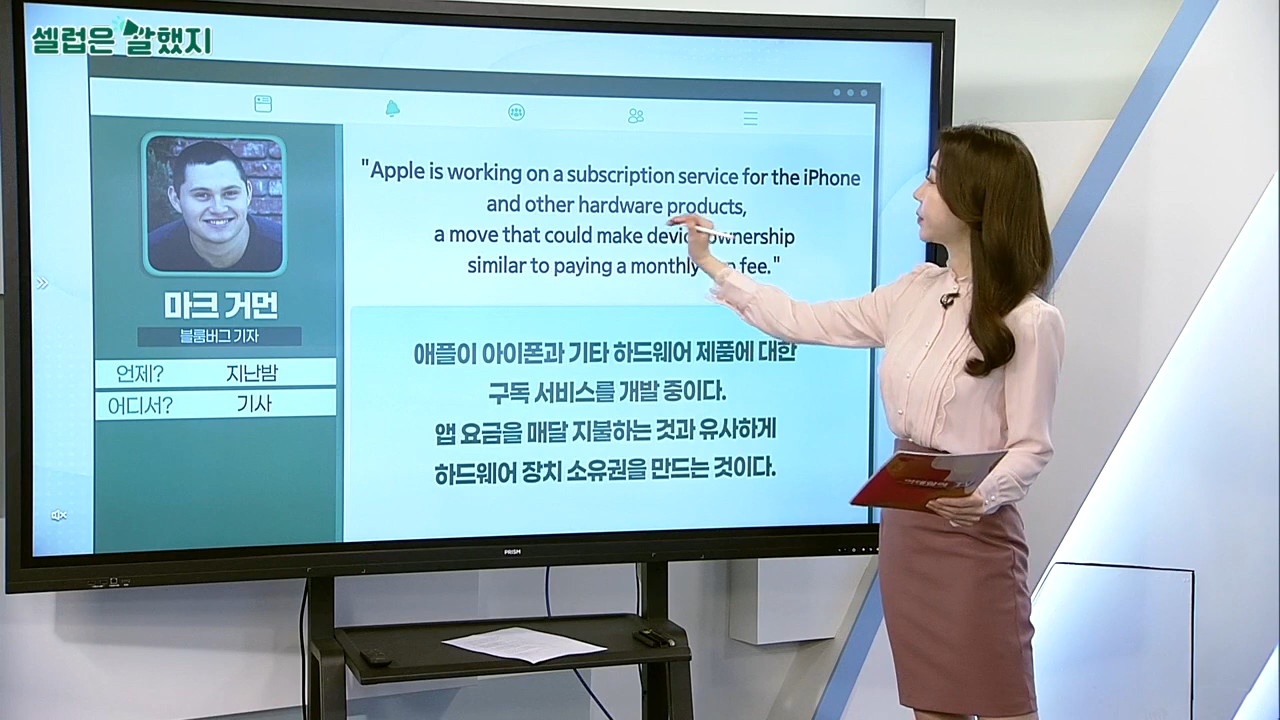 셀럽은 쏼했지
"Apple is working on a subscription service for the iPhone
and other hardware products,
a move that could make device ownership
similar to paying a monthly fee."
마크 거먼
블룸버그 기자
언제? 지난밤
어디서? 기사
애플이 아이폰과 기타 하드웨어 제품에 대한
구독 서비스를 개발 중이다.
앱 요금을 매달 지불하는 것과 유사하게
하드웨어 장치 소유권을 만드는 것이다.
PRISM